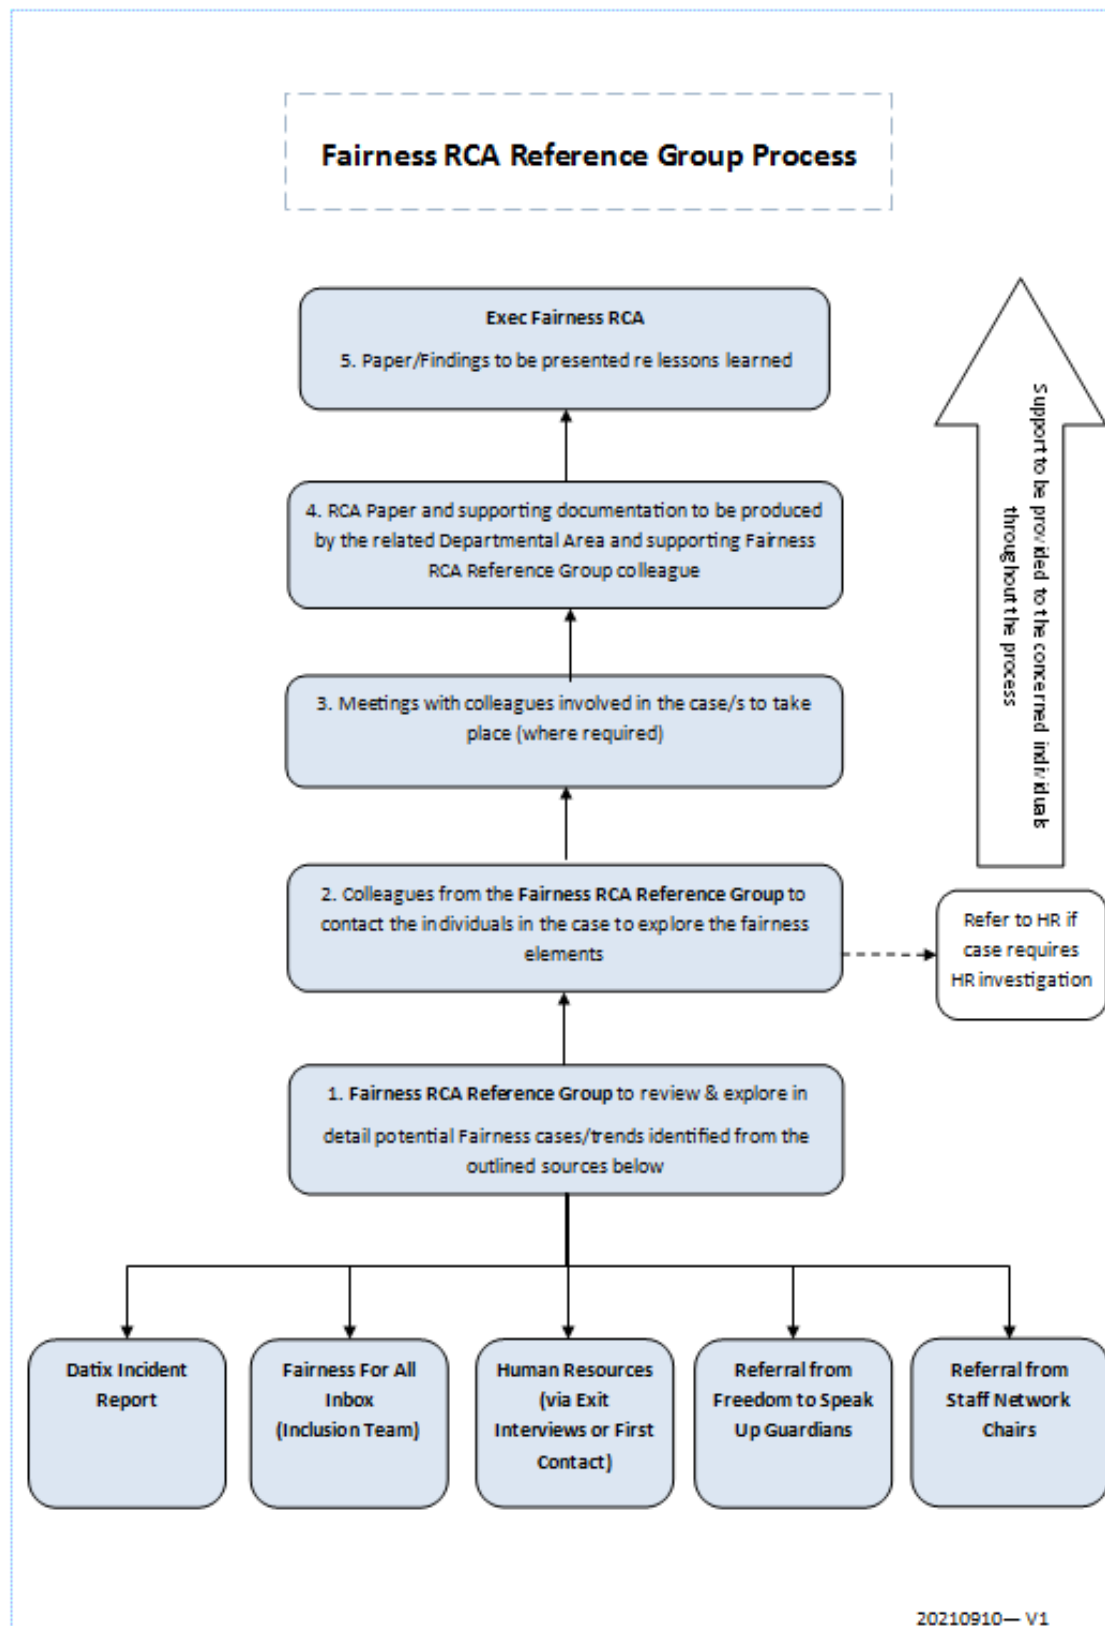 Fairness RCA Reference Group Process
Exec Fairness RCA
5. Paper/Findings to be presented re lessons learned
4. RCA Paper and supporting documentation to be produced
by the related Departmental Area and supporting Fairness
RCA Reference Group colleague
3. Meetings with colleagues involved in the case/s to take
place (where required)
2. Colleagues from the Fairness RCA Reference Group to
contact the individuals in the case to explore the fairness
elements
1. Fairness RCA Reference Group to review & explore in
detail potential Fairness cases/trends identified from the
outlined sources below
Support to be provided to the concerned individuals
throughout the process
Refer to HR if
case requires
HR investigation
Datix Incident
Report
Fairness For All
Inbox
(Inclusion Team)
Human Resources
(via Exit
Interviews or First
Contact)
Referral from
Freedom to Speak
Up Guardians
Referral from
Staff Network
Chairs
20210910— V1